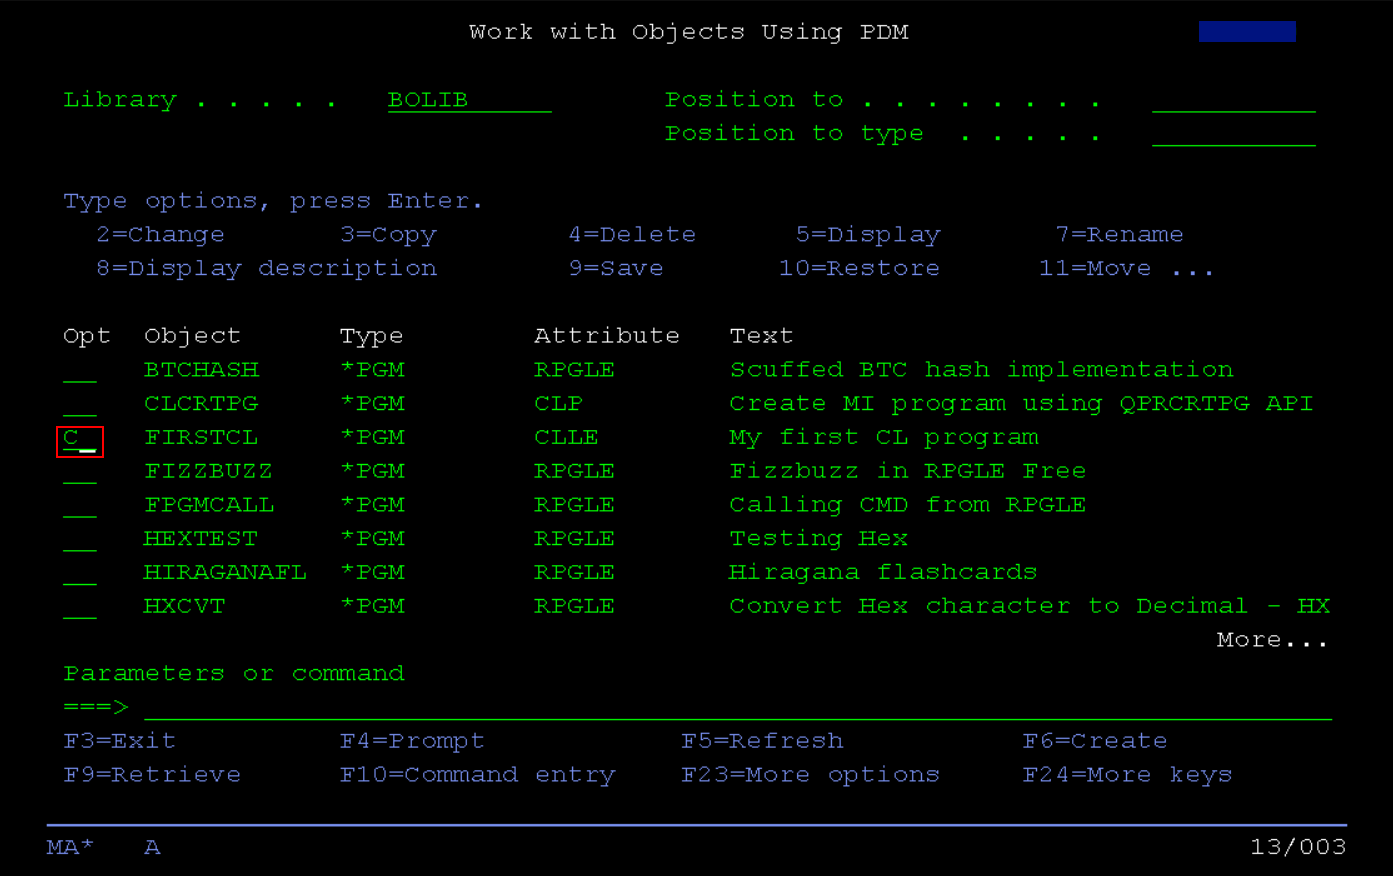 Work with Objects Using PDM
Library . . . . . BOLIB Position to . . . . . . . .
Position to type . . . . .
Type options, press Enter.
2=Change 3=Copy 4=Delete 5=Display 7=Rename
8=Display description 9=Save 10=Restore 11=Move ...
Opt Object Type Attribute Text
BTCHASH *PGM RPGLE Scuffed BTC hash implementation
CLCRTPG *PGM CLP Create MI program using QPRCRTPG API
C FIRSTCL *PGM CLLE My first CL program
FIZZBUZZ *PGM RPGLE Fizzbuzz in RPGLE Free
FPGMCALL *PGM RPGLE Calling CMD from RPGLE
HEXTEST *PGM RPGLE Testing Hex
HIRAGANAFL *PGM RPGLE Hiragana flashcards
HXCVT *PGM RPGLE Convert Hex character to Decimal - HX
More...
Parameters or command
===>
F3=Exit F4=Prompt F5=Refresh F6=Create
F9=Retrieve F10=Command entry F23=More options F24=More keys
MA* A 13/003